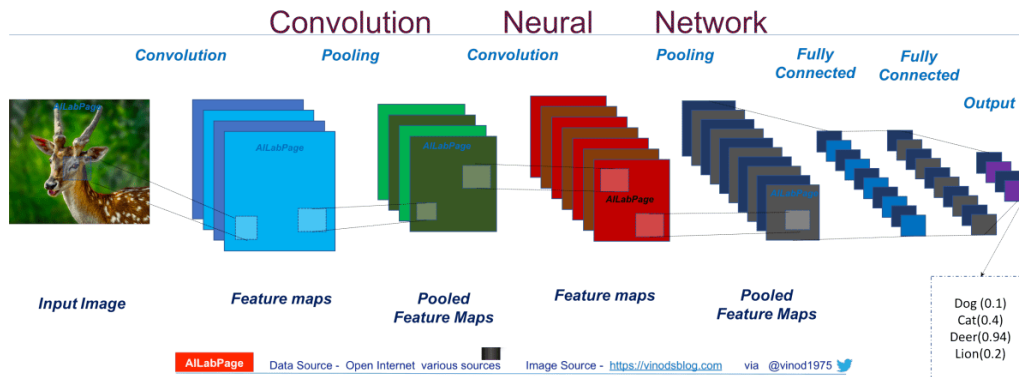 Convolution Neural Network
Convolution Pooling Convolution Pooling Fully Connected Fully Connected Output
AILabPage
AILabPage
AILabPage
AILabPage
AILabPage
Input Image Feature maps Pooled Feature Maps Feature maps Pooled Feature Maps
Dog (0.1)
Cat(0.4)
Deer(0.94)
Lion(0.2)
AILabPage Data Source - Open Internet various sources Image Source - https://vinodsblog.com via @vinod1975